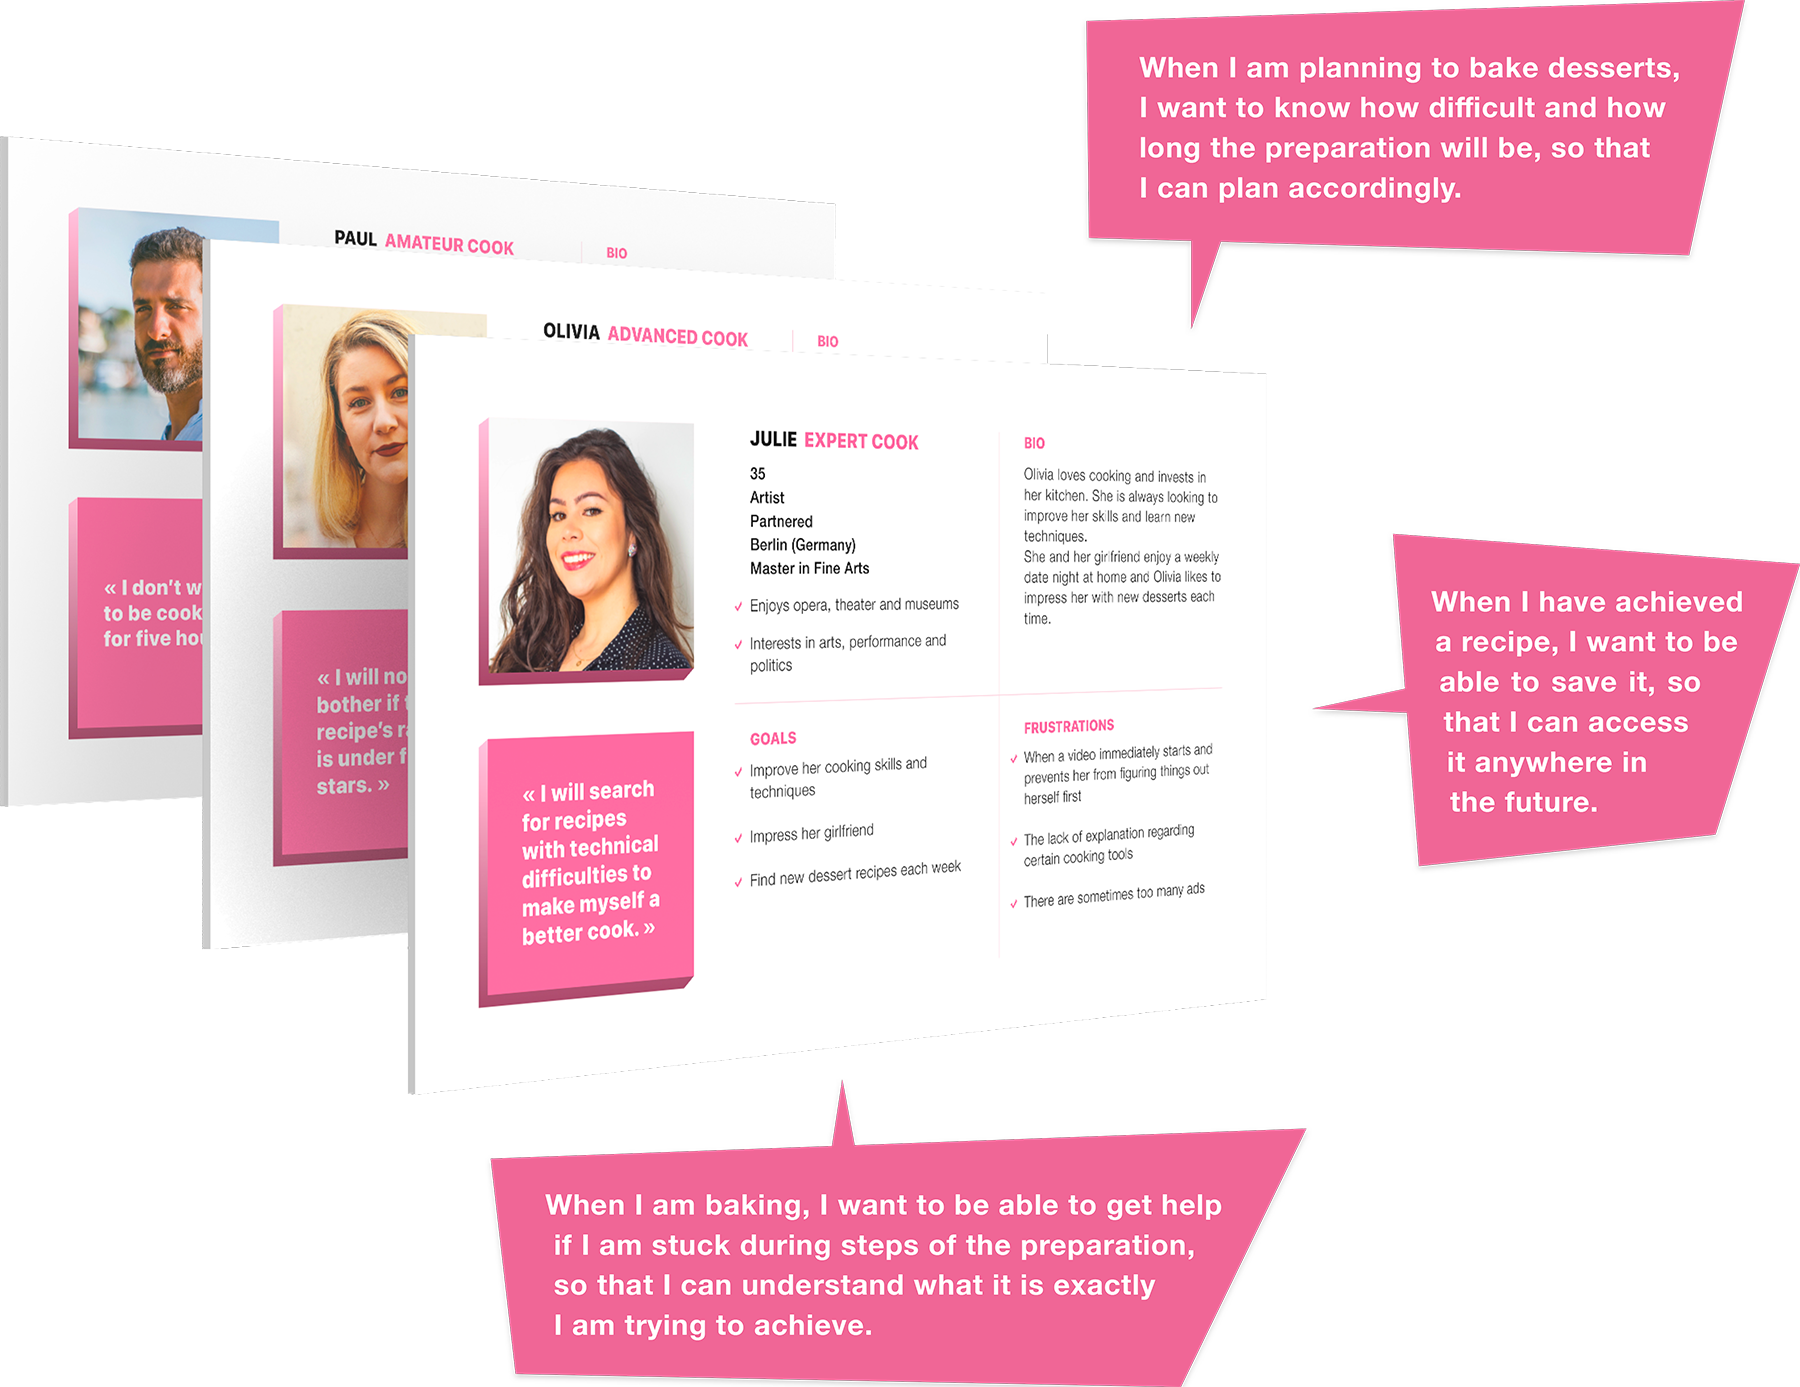 When I am planning to bake desserts,
I want to know how difficult and how
long the preparation will be, so that
I can plan accordingly.
PAUL AMATEUR COOK
BIO
« I don't
to be
for five
OLIVIA ADVANCED COOK
BIO
« I will
bother if
recipe's
is under
stars. »
JULIE EXPERT COOK
35
Artist
Partnered
Berlin (Germany)
Master in Fine Arts
✓ Enjoys opera, theater and museums
✓ Interests in arts, performance and
politics
BIO
Olivia loves cooking and invests in
her kitchen. She is always looking to
improve her skills and learn new
techniques.
She and her girlfriend enjoy a weekly
date night at home and Olivia likes to
impress her with new desserts each
time.
« I will search
for recipes
with technical
difficulties to
make myself a
better cook. »
GOALS
✓ Improve her cooking skills and
techniques
✓ Impress her girlfriend
✓ Find new dessert recipes each week
FRUSTRATIONS
✓ When a video immediately starts and
prevents her from figuring things out
herself first
✓ The lack of explanation regarding
certain cooking tools
✓ There are sometimes too many ads
When I have achieved
a recipe, I want to be
able to save it, so
that I can access
it anywhere in
the future.
When I am baking, I want to be able to get help
if I am stuck during steps of the preparation,
so that I can understand what it is exactly
I am trying to achieve.